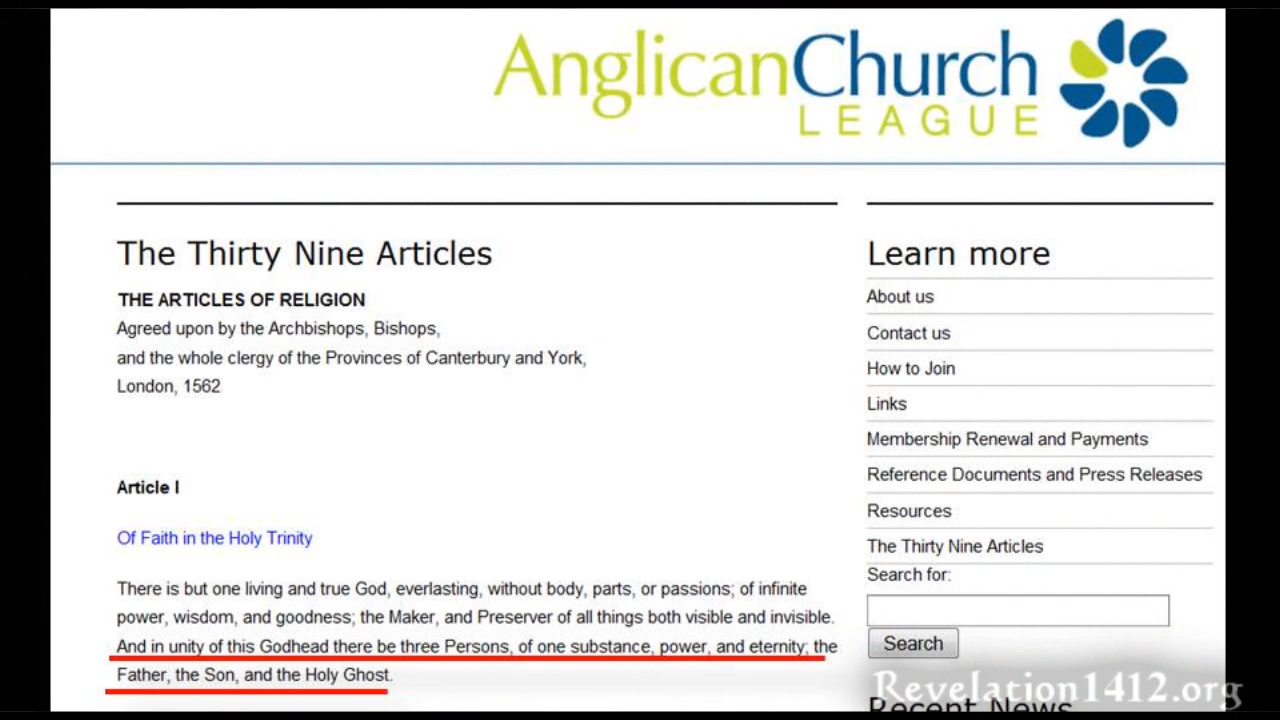 AnglicanChurch
LEAGUE
The Thirty Nine Articles
THE ARTICLES OF RELIGION
Agreed upon by the Archbishops, Bishops,
and the whole clergy of the Provinces of Canterbury and York,
London, 1562
Article I
Of Faith in the Holy Trinity
There is but one living and true God, everlasting, without body, parts, or passions; of infinite
power, wisdom, and goodness; the Maker, and Preserver of all things both visible and invisible.
And in unity of this Godhead there be three Persons, of one substance, power, and eternity; the
Father, the Son, and the Holy Ghost.
Learn more
About us
Contact us
How to Join
Links
Membership Renewal and Payments
Reference Documents and Press Releases
Resources
The Thirty Nine Articles
Search for:
Search
Revelation1412.org
Recent News